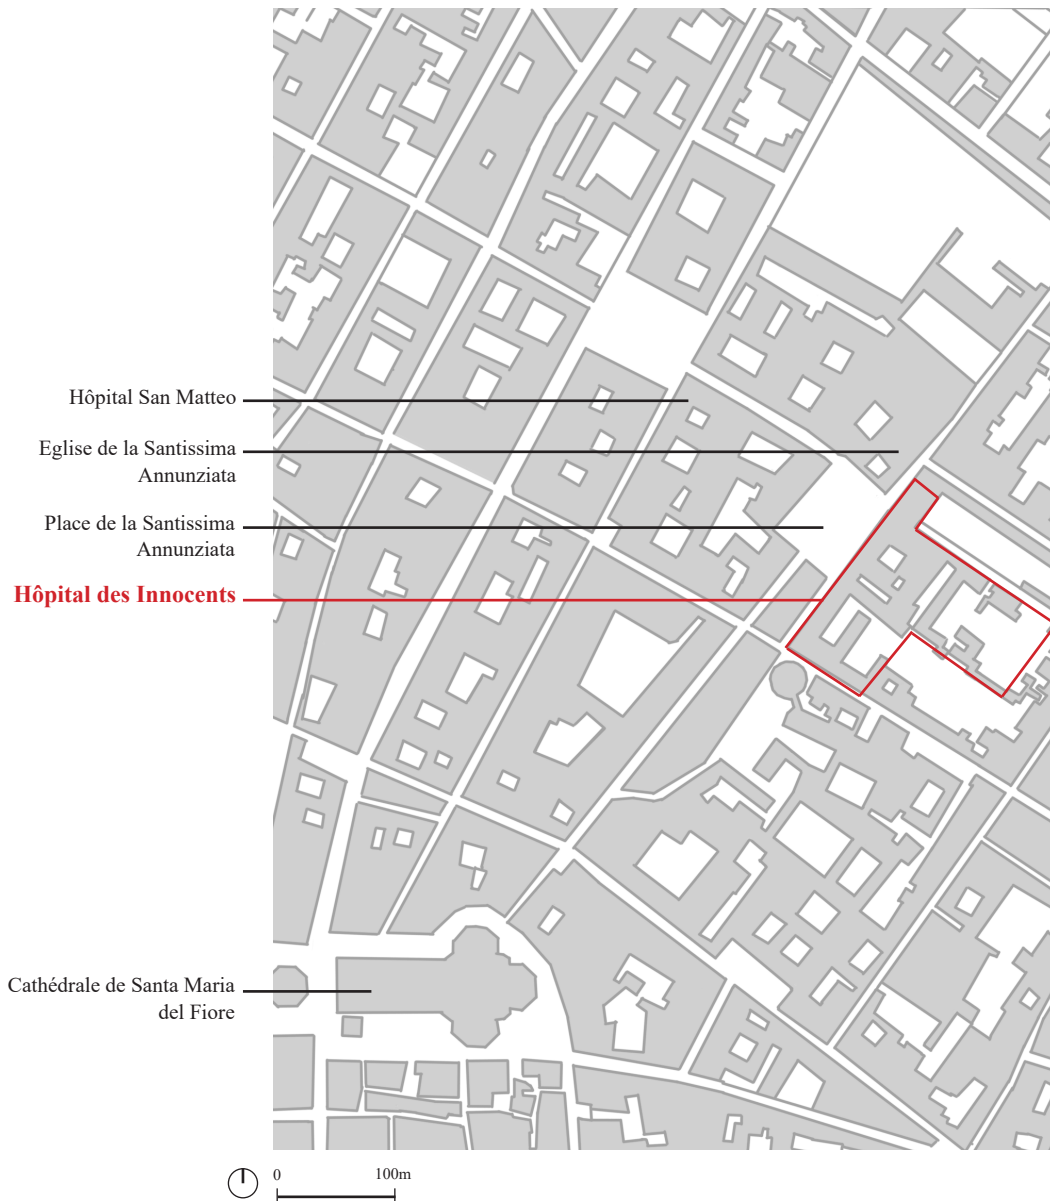 Hôpital San Matteo
Eglise de la Santissima
Annunziata
Place de la Santissima
Annunziata
Hôpital des Innocents
Cathédrale de Santa Maria
del Fiore
0 100m